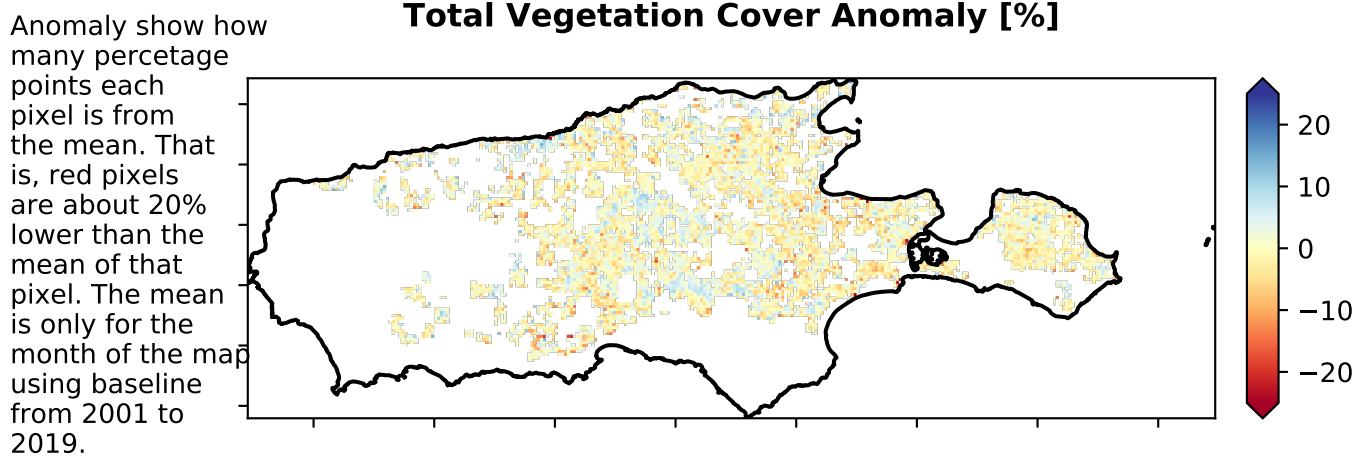 Total Vegetation Cover Anomaly [%]
Anomaly show how
many percetage
points each
pixel is from
the mean. That
is, red pixels
are about 20%
lower than the
mean of that
pixel. The mean
is only for the
month of the map
using baseline
from 2001 to
2019.
20
10
0
−10
−20